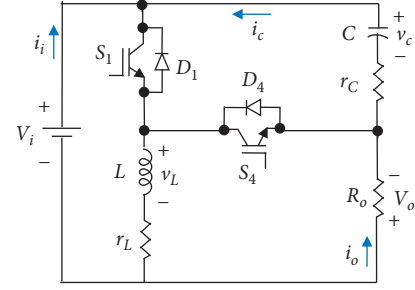 i_i
S_1
D_1
i_c
C
+
v_c
−
r_C
D_4
S_4
V_i
+
−
L
+
v_L
−
r_L
R_o
−
V_o
+
i_o